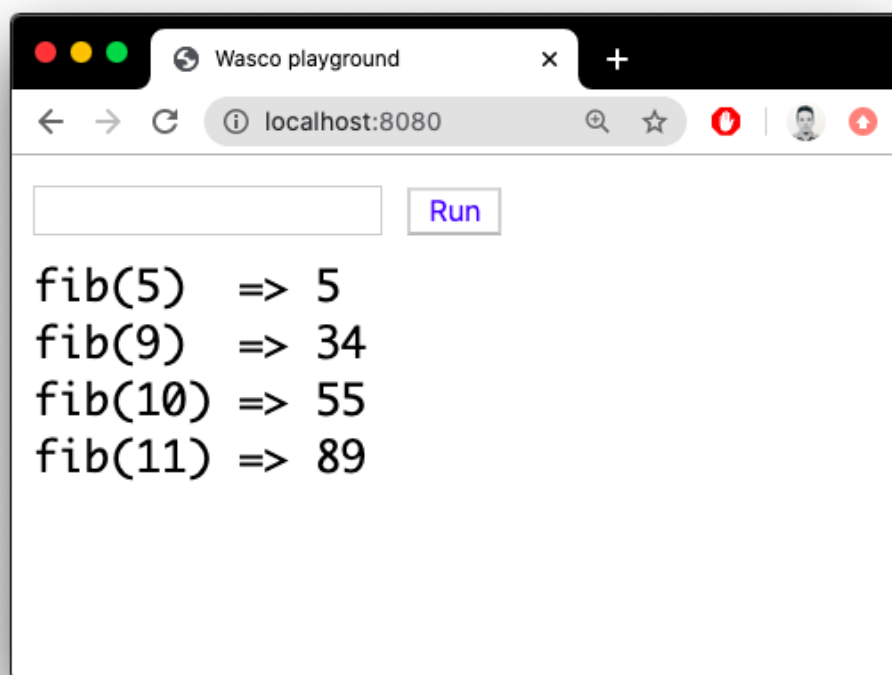 Wasco playground
localhost:8080
Run
fib(5)  => 5
fib(9)  => 34
fib(10) => 55
fib(11) => 89